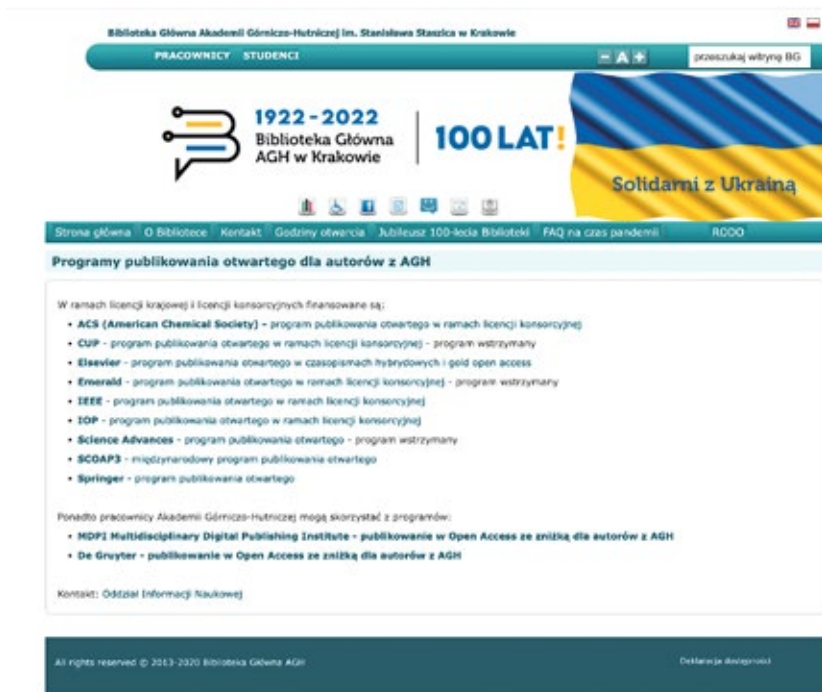 Biblioteka Główna Akademii Górniczo-Hutniczej im. Stanisława Staszica w Krakowie
PRACOWNICY STUDENCI
- A +
przeszukaj witrynę BG
1922-2022
Biblioteka Główna
AGH w Krakowie
100 LAT!
Solidarni z Ukrainą
Strona główna O Bibliotece Kontakt Godziny otwarcia Jubileusz 100-lecia Biblioteki FAQ na czas pandemii RODO
Programy publikowania otwartego dla autorów z AGH
W ramach licencji krajowej i licencji konsorcyjnych finansowane są:
• ACS (American Chemical Society) – program publikowania otwartego w ramach licencji konsorcyjnej
• CUP - program publikowania otwartego w ramach licencji konsorcyjnej - program wstrzymany
• Elsevier - program publikowania otwartego w czasopismach hybrydowych i gold open access
• Emerald - program publikowania otwartego w ramach licencji konsorcyjnej - program wstrzymany
• IEEE - program publikowania otwartego w ramach licencji konsorcyjnej
• IOP - program publikowania otwartego w ramach licencji konsorcyjnej
• Science Advances - program publikowania otwartego - program wstrzymany
• SCOAP3 - międzynarodowy program publikowania otwartego
• Springer - program publikowania otwartego
Ponadto pracownicy Akademii Górniczo-Hutniczej mogą skorzystać z programów:
• MDPI Multidisciplinary Digital Publishing Institute - publikowanie w Open Access ze zniżką dla autorów z AGH
• De Gruyter - publikowanie w Open Access ze zniżką dla autorów z AGH
Kontakt: Oddział Informacji Naukowej
All rights reserved © 2013-2020 Biblioteka Główna AGH
Deklaracja dostępności